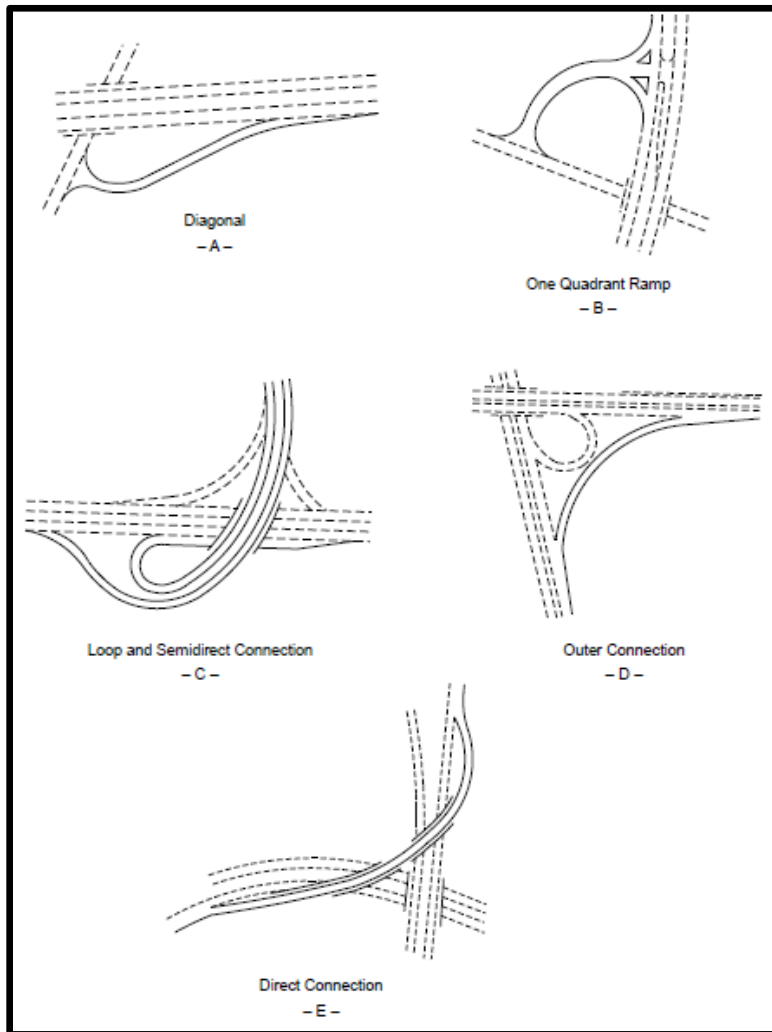 Diagonal
– A –
One Quadrant Ramp
– B –
Loop and Semidirect Connection
– C –
Outer Connection
– D –
Direct Connection
– E –